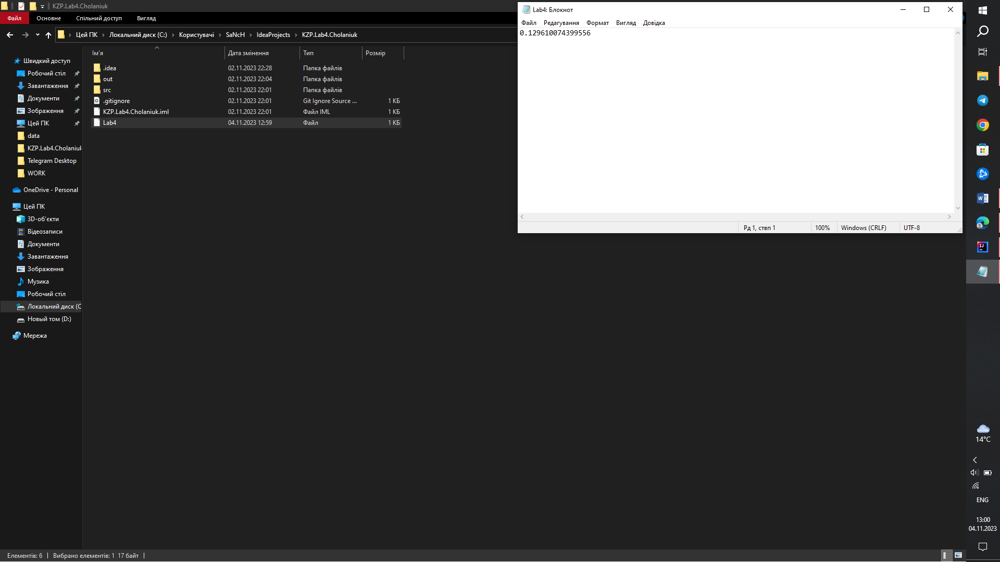 KZP.Lab4.Cholaniuk
Файл Основне Спільний доступ Вигляд
Цей ПК Локальний диск (C:) Користувачі SaNcH IdeaProjects KZP.Lab4.Cholaniuk
Ім'я Дата змінення Тип Розмір
.idea 02.11.2023 22:28 Папка файлів
out 02.11.2023 22:04 Папка файлів
src 02.11.2023 22:01 Папка файлів
.gitignore 02.11.2023 22:01 Git Ignore Source ... 1 КБ
KZP.Lab4.Cholaniuk.iml 02.11.2023 22:01 Файл IML 1 КБ
Lab4 04.11.2023 12:59 Файл 1 КБ
Швидкий доступ
Робочий стіл
Завантаження
Документи
Зображення
Цей ПК
data
KZP.Lab4.Cholaniuk
Telegram Desktop
WORK
OneDrive - Personal
Цей ПК
3D-об'єкти
Відеозаписи
Документи
Завантаження
Зображення
Музика
Робочий стіл
Локальний диск (C
Новый том (D:)
Мережа
Елементів: 6 Вибрано елементів: 1 17 байт
Lab4: Блокнот
Файл Редагування Формат Вигляд Довідка
0.129610074399556
Рд 1, ствп 1 100% Windows (CRLF) UTF-8
14°C
ENG
13:00
04.11.2023